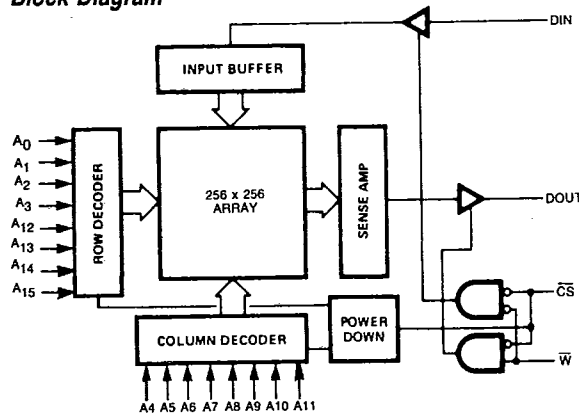 Block Diagram
DIN
INPUT BUFFER
A0
A1
A2
A3
A12
A13
A14
A15
ROW DECODER
256 x 256
ARRAY
SENSE AMP
DOUT
COLUMN DECODER
POWER
DOWN
C̅S̅
W̅
A4 A5 A6 A7 A8 A9 A10 A11